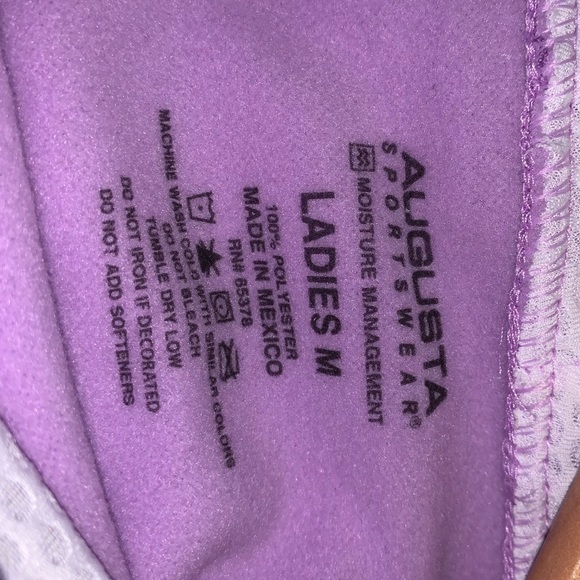 AUGUSTA
SPORTSWEAR®
MOISTURE MANAGEMENT
LADIES M
100% POLYESTER
MADE IN MEXICO
RN# 85378
MACHINE WASH COLD WITH SIMILAR COLORS
DO NOT BLEACH
TUMBLE DRY LOW
DO NOT IRON IF DECORATED
DO NOT ADD SOFTENERS